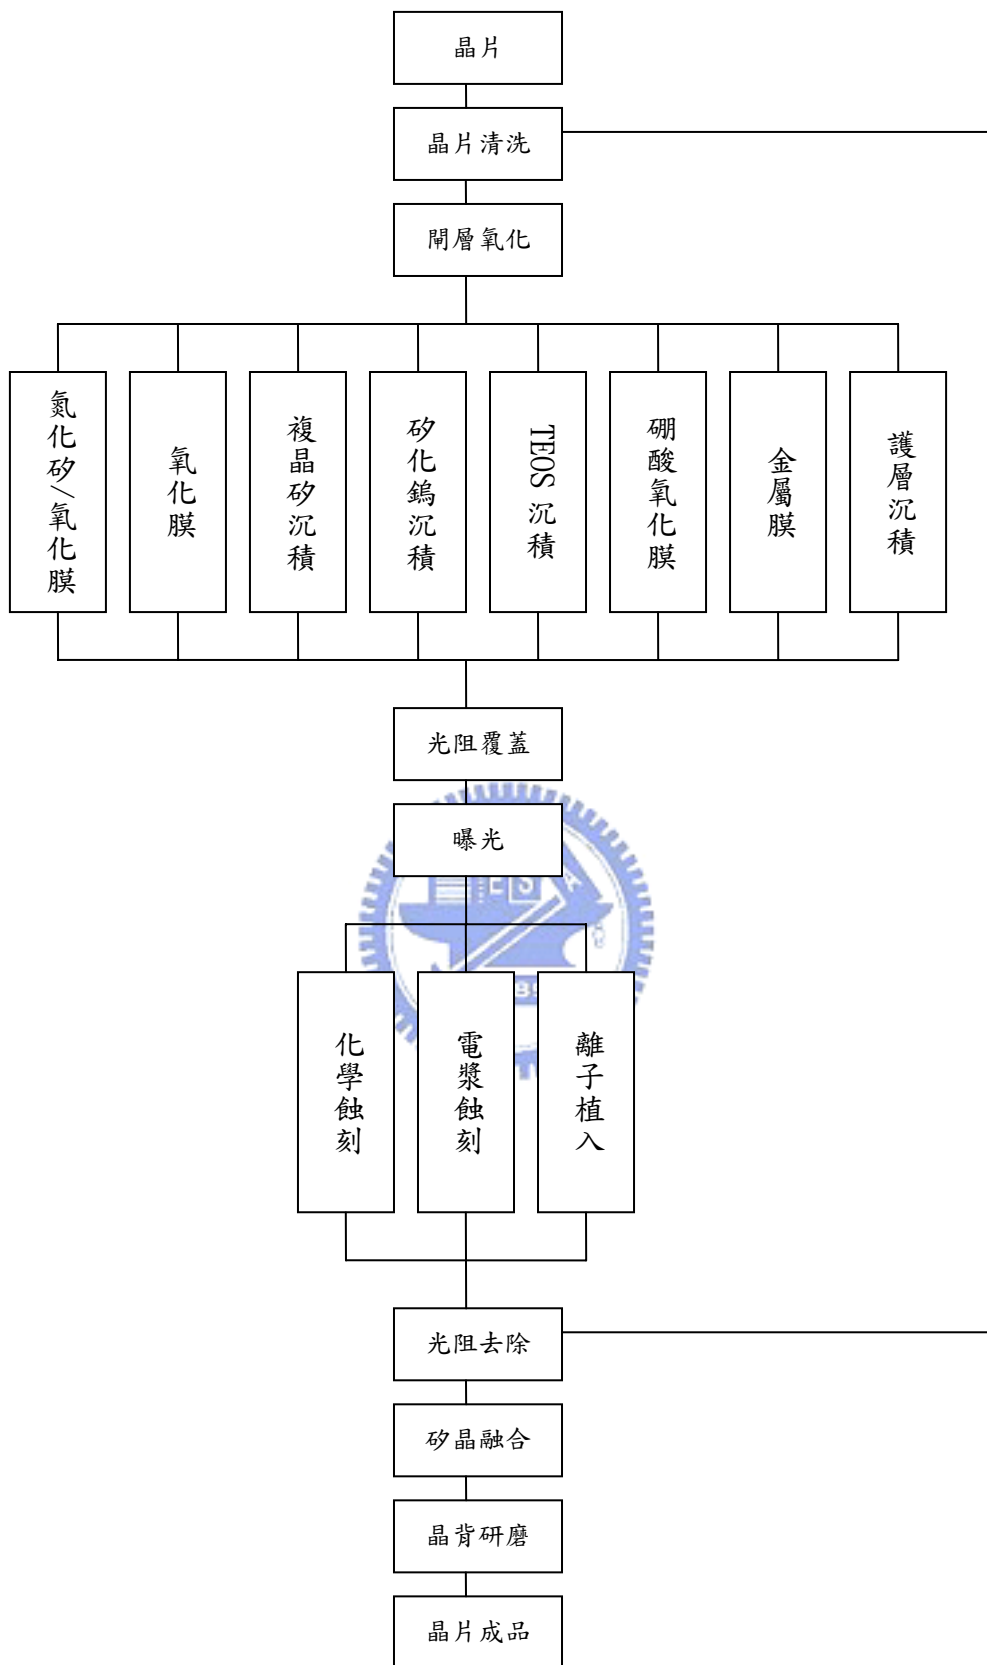 晶片
晶片清洗
閘層氧化
氮化矽/氧化膜
氧化膜
複晶矽沉積
矽化鎢沉積
TEOS 沉積
硼酸氧化膜
金屬膜
護層沉積
光阻覆蓋
曝光
化學蝕刻
電漿蝕刻
離子植入
光阻去除
矽晶融合
晶背研磨
晶片成品